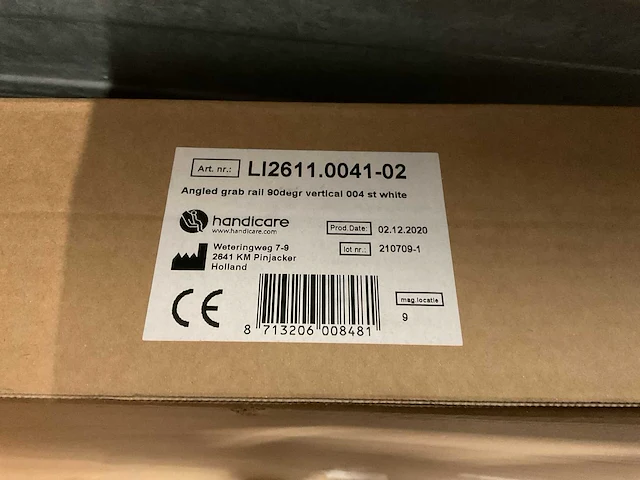 Art. nr.: LI2611.0041-02
Angled grab rail 90degr vertical 004 st white
handicare
www.handicare.com
Prod.Date: 02.12.2020
Weteringweg 7-9
2641 KM Pinjacker
Holland
lot nr.: 210709-1
CE
8 713206 008481
mag.locatie
9